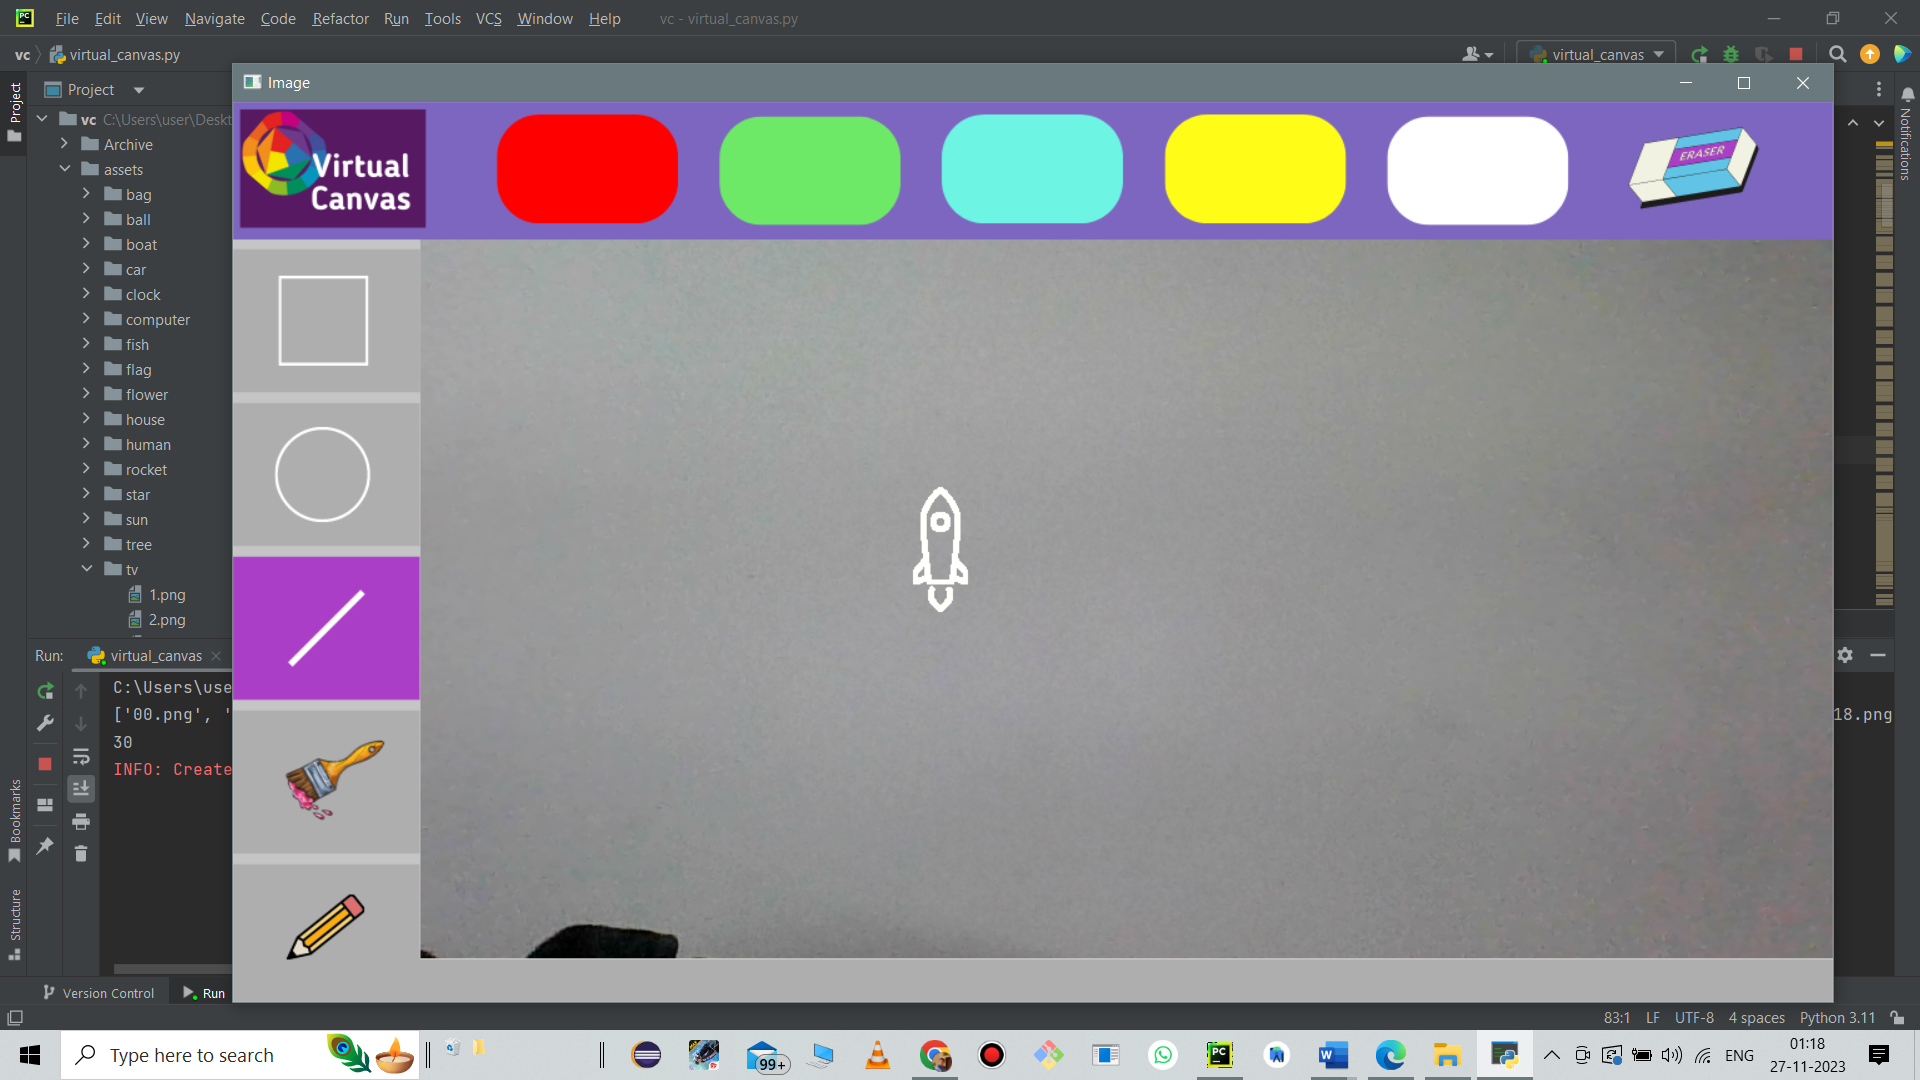 File Edit View Navigate Code Refactor Run Tools VCS Window Help vc - virtual_canvas.py
vc virtual_canvas.py virtual_canvas
Image
Project
Project
vc C:\Users\user\Deskt
Archive
assets
bag
ball
boat
car
clock
computer
fish
flag
flower
house
human
rocket
star
sun
tree
tv
1.png
2.png
Virtual
Canvas
ERASER
Notifications
Run: virtual_canvas
C:\Users\use
['00.png', ' 18.png
30
INFO: Create
Bookmarks
Structure
Version Control Run
83:1 LF UTF-8 4 spaces Python 3.11
Type here to search
99+
PC
W
ENG
01:18
27-11-2023